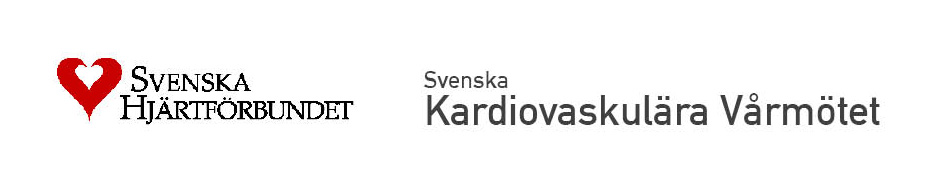 Svenska
Hjärtförbundet
Svenska
Kardiovaskulära Vårmötet